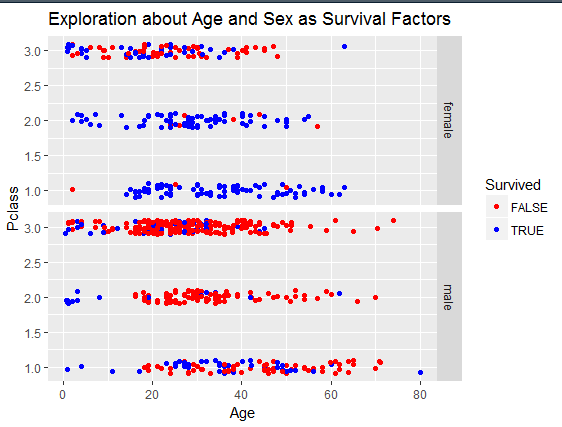 Exploration about Age and Sex as Survival Factors
3.0
2.5
2.0
1.5
1.0
female
3.0
2.5
2.0
1.5
1.0
male
Pclass
0
20
40
60
80
Age
Survived
FALSE
TRUE